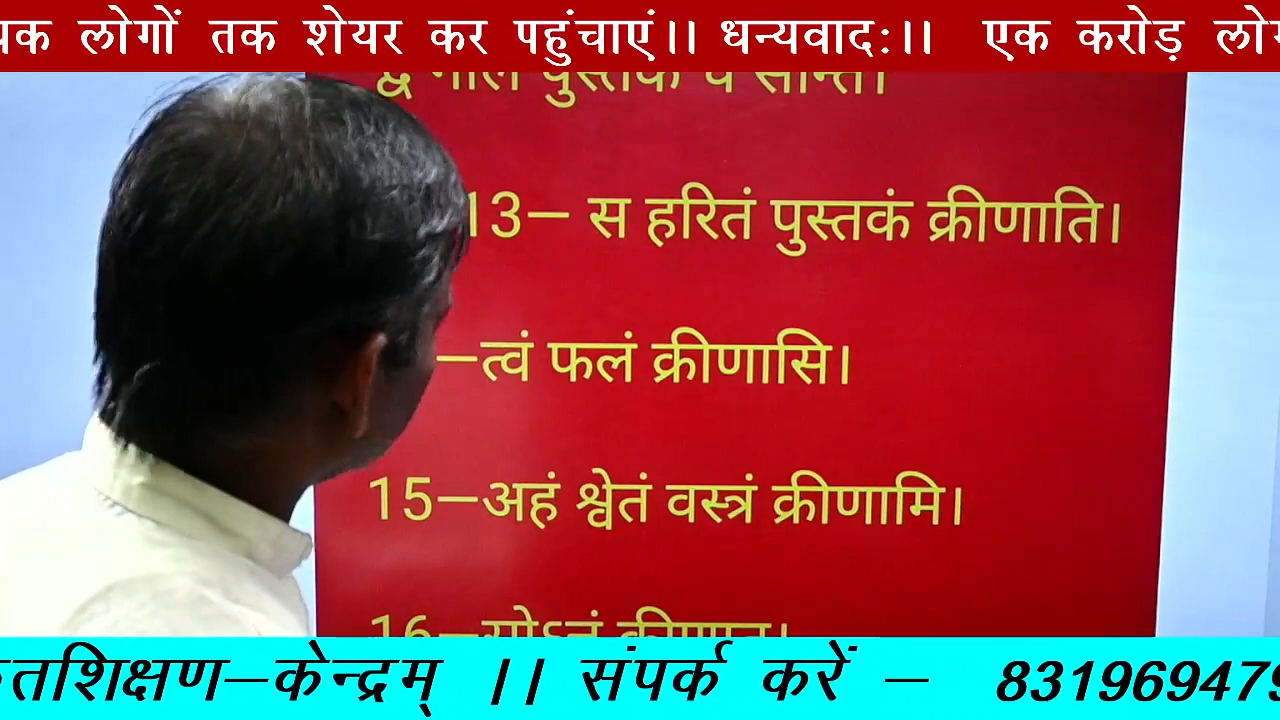 लोगों तक शेयर कर पहुंचाएं।। धन्यवादः।। एक करोड़
13– स हरितं पुस्तकं क्रीणाति।
–त्वं फलं क्रीणासि।
15–अहं श्वेतं वस्त्रं क्रीणामि।
तशिक्षण–केन्द्रम् ।। संपर्क करें – 831969479